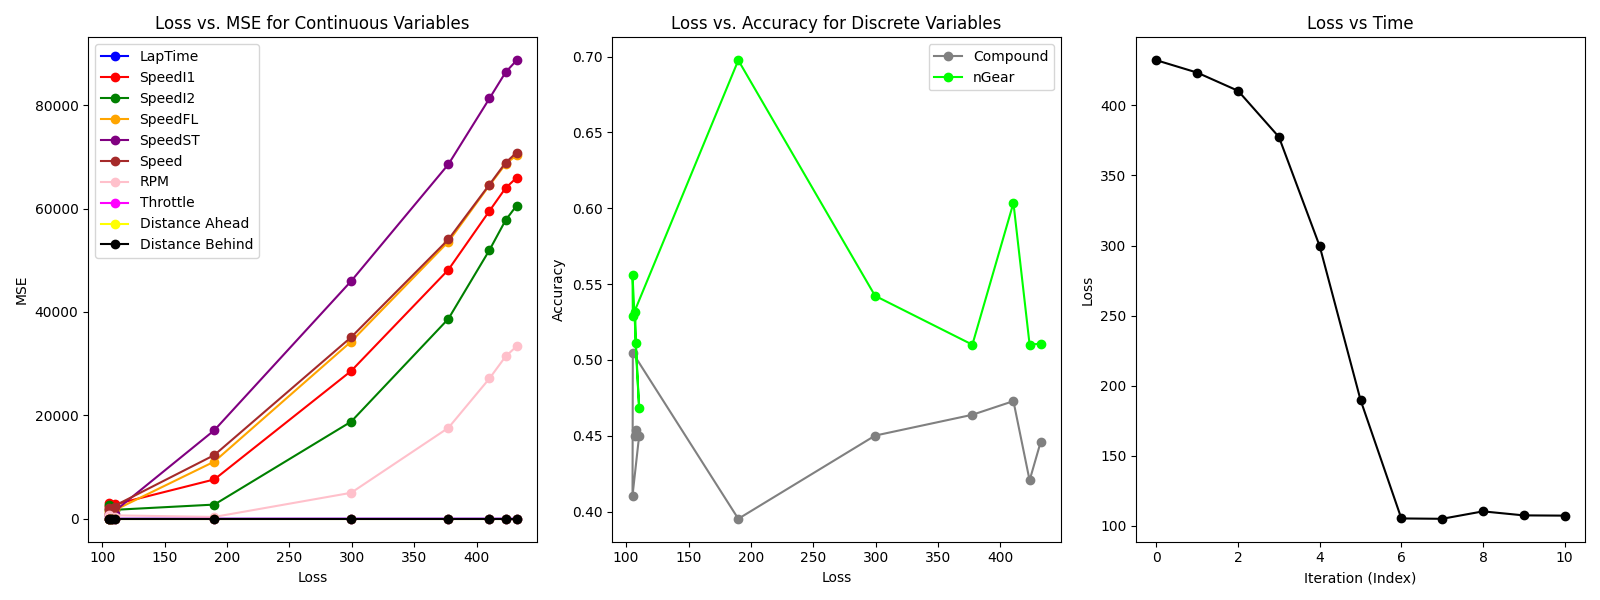 Loss vs. MSE for Continuous Variables
MSE
80000
60000
40000
20000
0
LapTime
SpeedI1
SpeedI2
SpeedFL
SpeedST
Speed
RPM
Throttle
Distance Ahead
Distance Behind
100 150 200 250 300 350 400
Loss
Loss vs. Accuracy for Discrete Variables
Accuracy
0.70
0.65
0.60
0.55
0.50
0.45
0.40
Compound
nGear
100 150 200 250 300 350 400
Loss
Loss vs Time
Loss
400
350
300
250
200
150
100
0 2 4 6 8 10
Iteration (Index)